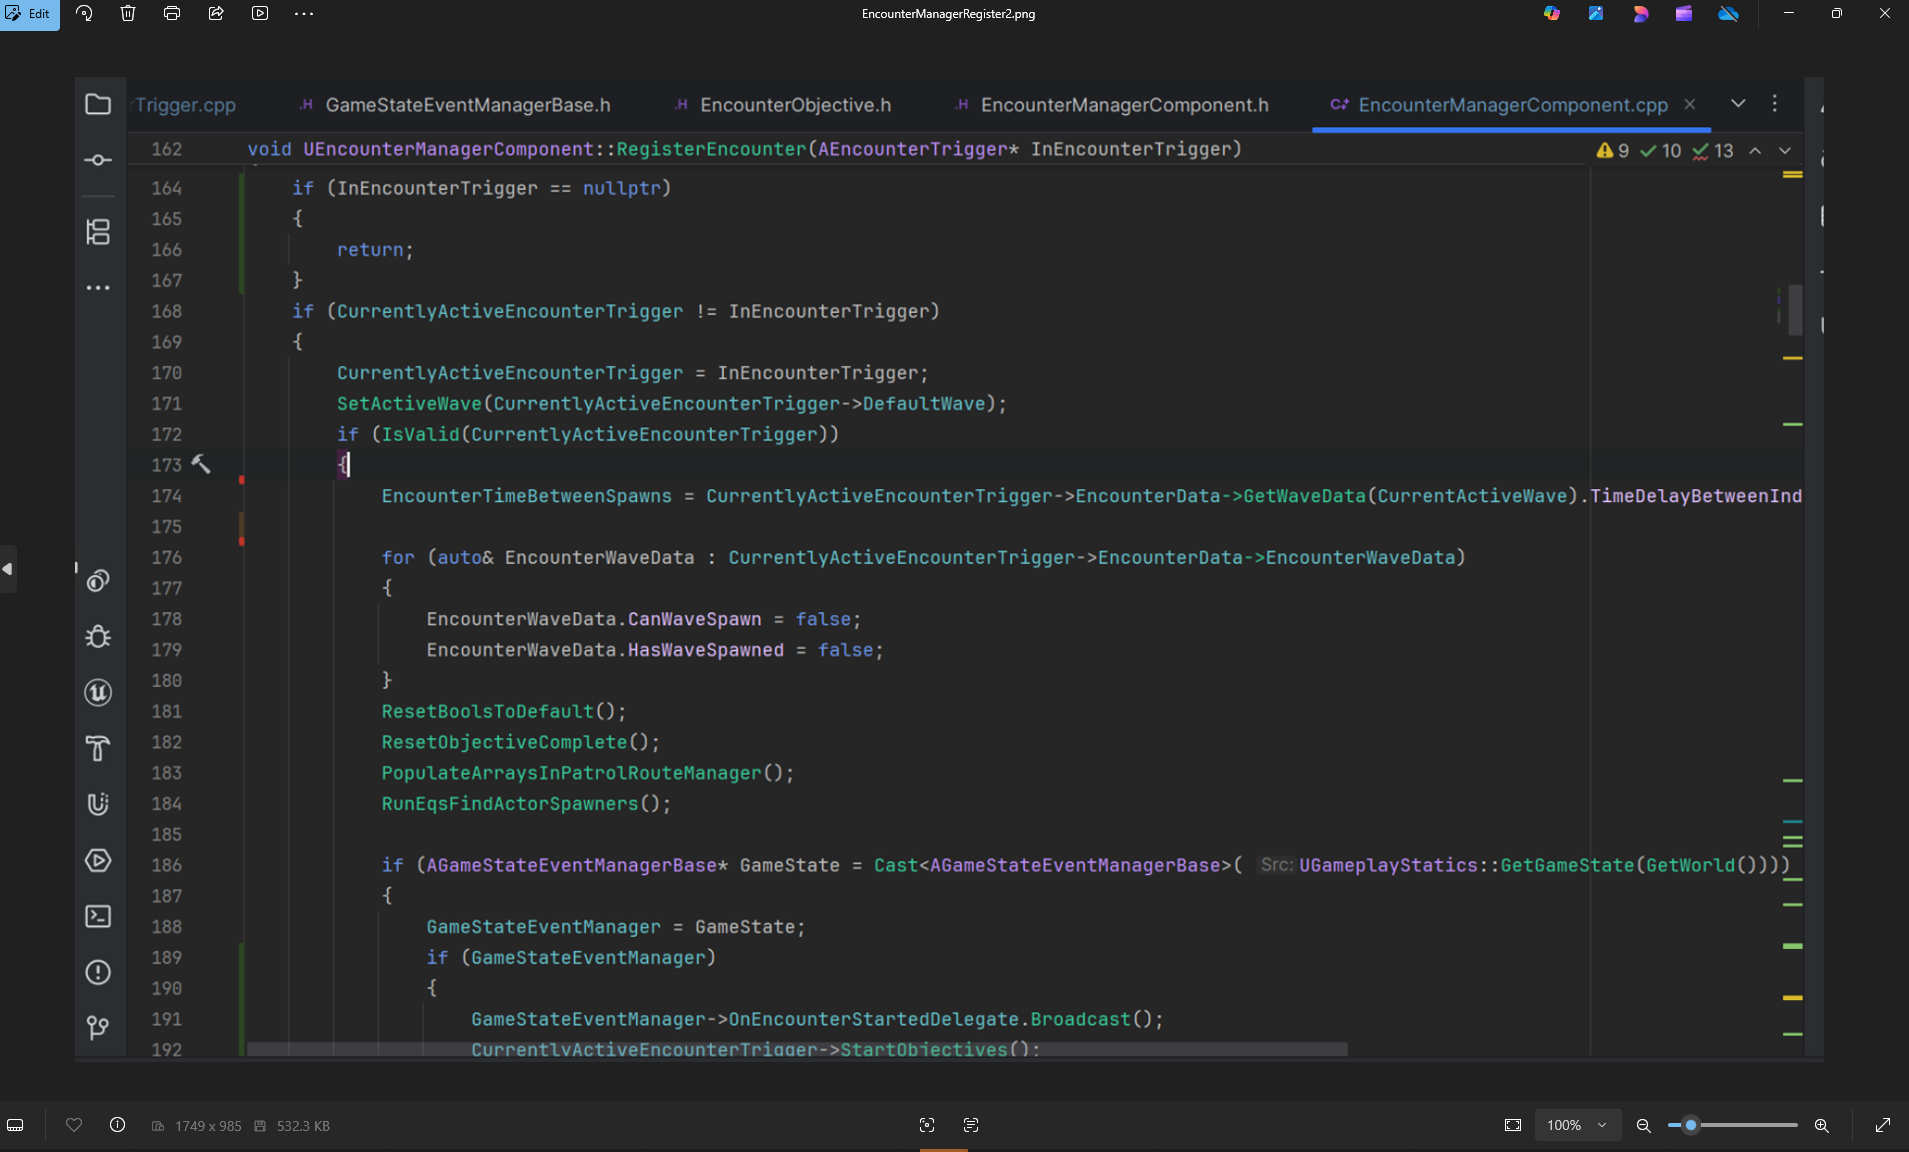 Edit
EncounterManagerRegister2.png
Trigger.cpp
.H GameStateEventManagerBase.h
.H EncounterObjective.h
.H EncounterManagerComponent.h
C+ EncounterManagerComponent.cpp
162 void UEncounterManagerComponent::RegisterEncounter(AEncounterTrigger* InEncounterTrigger)
9 10 13
164 if (InEncounterTrigger == nullptr)
165 {
166 return;
167 }
168 if (CurrentlyActiveEncounterTrigger != InEncounterTrigger)
169 {
170 CurrentlyActiveEncounterTrigger = InEncounterTrigger;
171 SetActiveWave(CurrentlyActiveEncounterTrigger->DefaultWave);
172 if (IsValid(CurrentlyActiveEncounterTrigger))
173 {
174 EncounterTimeBetweenSpawns = CurrentlyActiveEncounterTrigger->EncounterData->GetWaveData(CurrentActiveWave).TimeDelayBetweenInd
175
176 for (auto& EncounterWaveData : CurrentlyActiveEncounterTrigger->EncounterData->EncounterWaveData)
177 {
178 EncounterWaveData.CanWaveSpawn = false;
179 EncounterWaveData.HasWaveSpawned = false;
180 }
181 ResetBoolsToDefault();
182 ResetObjectiveComplete();
183 PopulateArraysInPatrolRouteManager();
184 RunEqsFindActorSpawners();
185
186 if (AGameStateEventManagerBase* GameState = Cast<AGameStateEventManagerBase>( Src: UGameplayStatics::GetGameState(GetWorld())))
187 {
188 GameStateEventManager = GameState;
189 if (GameStateEventManager)
190 {
191 GameStateEventManager->OnEncounterStartedDelegate.Broadcast();
192 CurrentlyActiveEncounterTrigger->StartObjectives();
1749 x 985
532.3 KB
100%